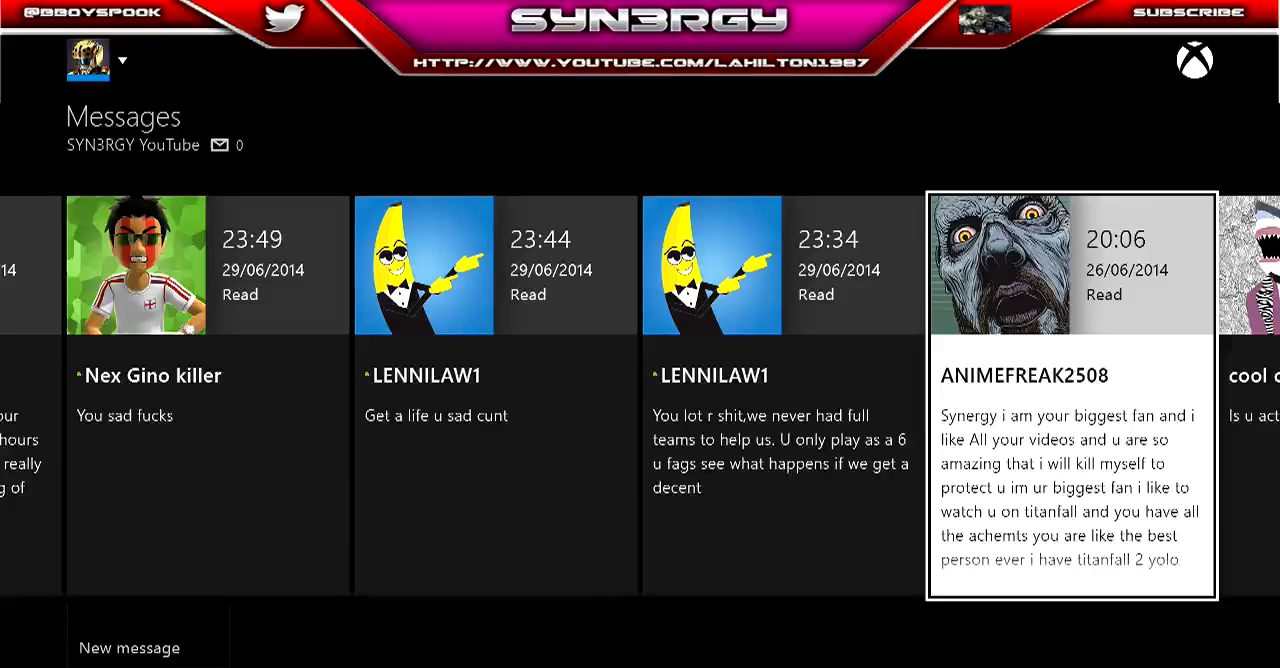 @BBOYSPOOK
SYN3RGY
SUBSCRIBE
HTTP://WWW.YOUTUBE.COM/LAHILTON1987
Messages
SYN3RGY YouTube 0
14
23:49
29/06/2014
Read
Nex Gino killer
You sad fucks
23:44
29/06/2014
Read
LENNILAW1
Get a life u sad cunt
23:34
29/06/2014
Read
LENNILAW1
You lot r shit,we never had full
teams to help us. U only play as a 6
u fags see what happens if we get a
decent
20:06
26/06/2014
Read
ANIMEFREAK2508
Synergy i am your biggest fan and i
like All your videos and u are so
amazing that i will kill myself to
protect u im ur biggest fan i like to
watch u on titanfall and you have all
the achemts you are like the best
person ever i have titanfall 2 yolo
our
hours
really
g of
cool
Is u act
New message